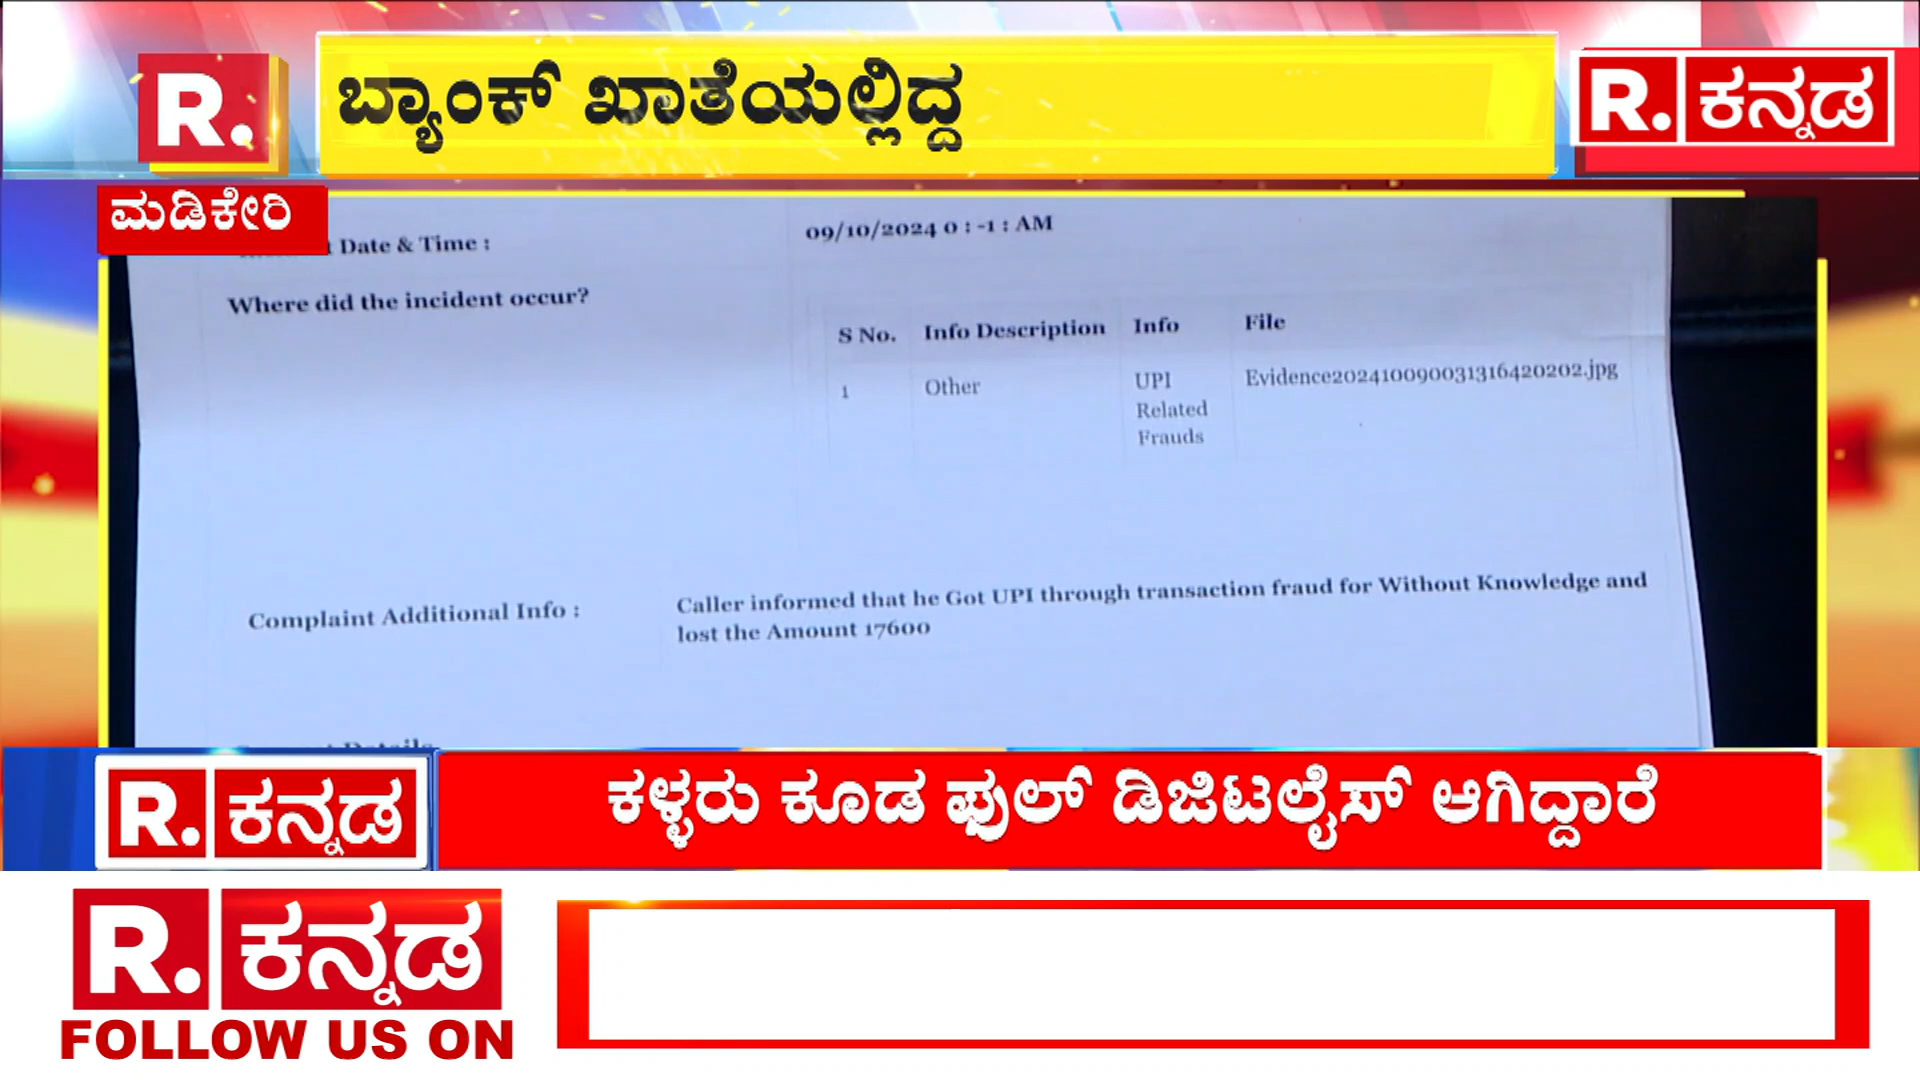 R.
ಬ್ಯಾಂಕ್ ಖಾತೆಯಲ್ಲಿದ್ದ
R. ಕನ್ನಡ
ಮಡಿಕೇರಿ
Date & Time :
09/10/2024 0 : -1 : AM
Where did the incident occur?
S No. Info Description Info File
1 Other UPI Related Frauds Evidence202410090031316420202.jpg
Complaint Additional Info :
Caller informed that he Got UPI through transaction fraud for Without Knowledge and
lost the Amount 17600
R. ಕನ್ನಡ
ಕಳ್ಳರು ಕೂಡ ಫುಲ್ ಡಿಜಿಟಲೈಸ್ ಆಗಿದ್ದಾರೆ
R. ಕನ್ನಡ
FOLLOW US ON